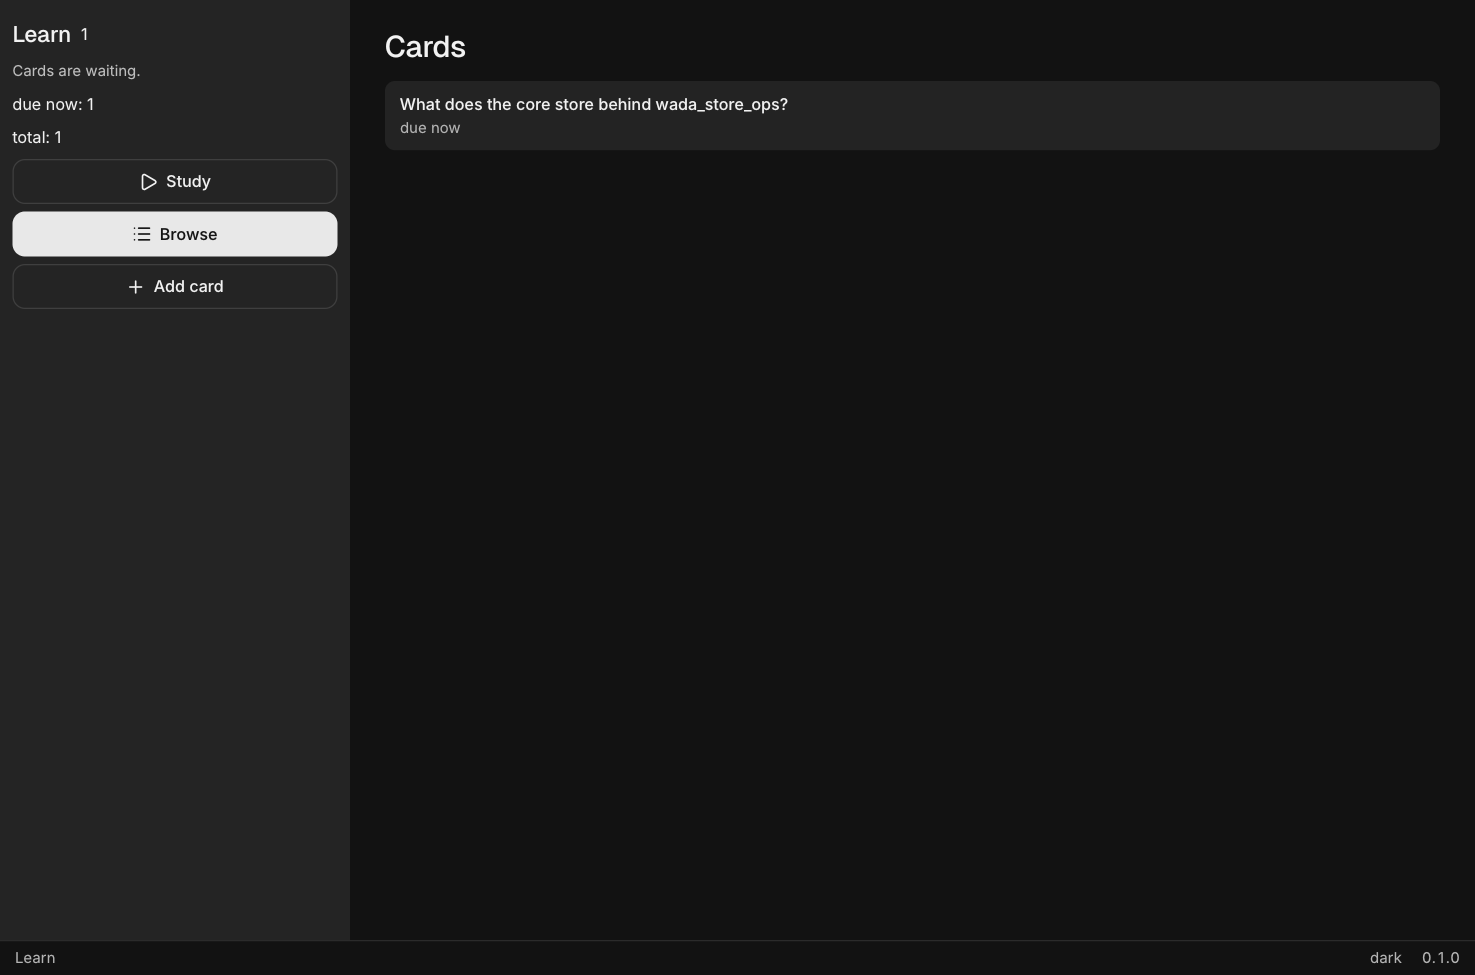 Learn 1
Cards are waiting.
due now: 1
total: 1
Study
Browse
Add card
Cards
What does the core store behind wada_store_ops?
due now
Learn
dark 0.1.0